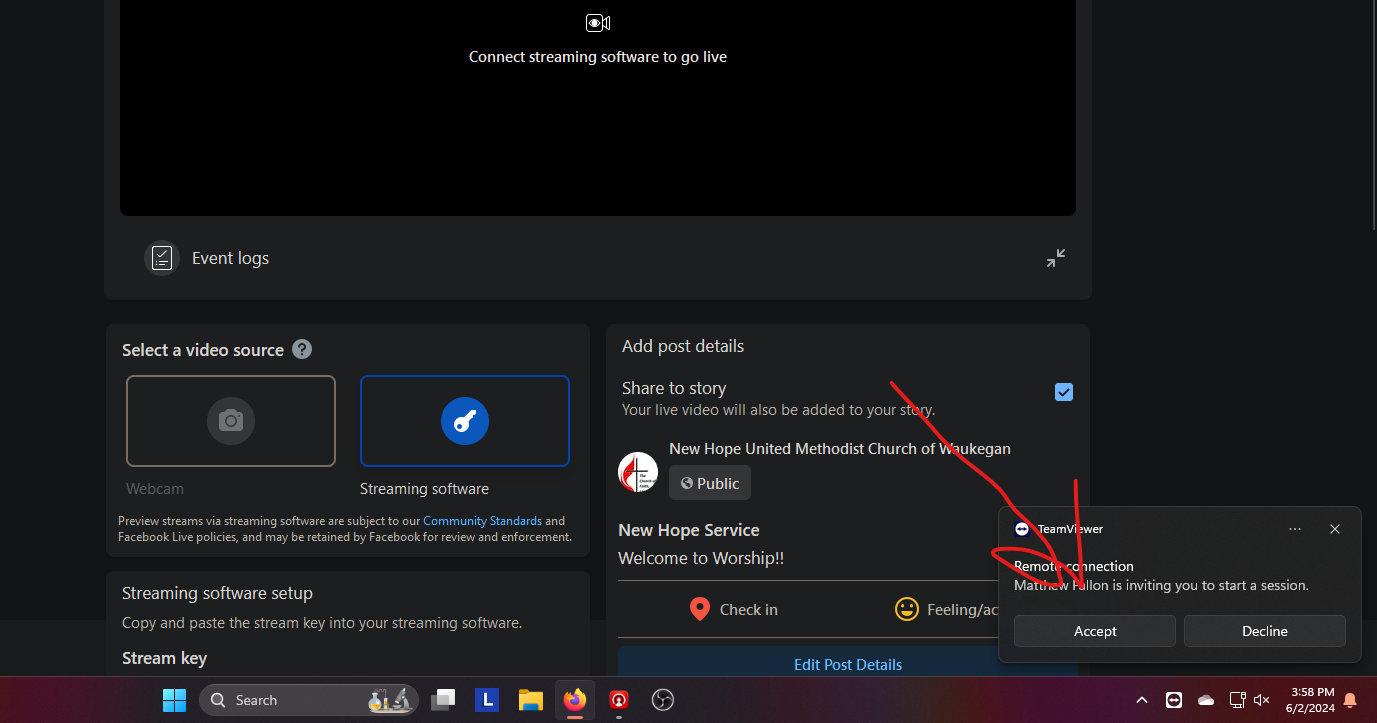 Connect streaming software to go live
Event logs
Select a video source ?
Webcam
Streaming software
Preview streams via streaming software are subject to our Community Standards and
Facebook Live policies, and may be retained by Facebook for review and enforcement.
Streaming software setup
Copy and paste the stream key into your streaming software.
Stream key
Add post details
Share to story
Your live video will also be added to your story.
New Hope United Methodist Church of Waukegan
Public
New Hope Service
Welcome to Worship!!
Check in
Feeling/ac
Edit Post Details
TeamViewer
Remote connection
Matthew Fallon is inviting you to start a session.
Accept
Decline
Search
L
3:58 PM
6/2/2024